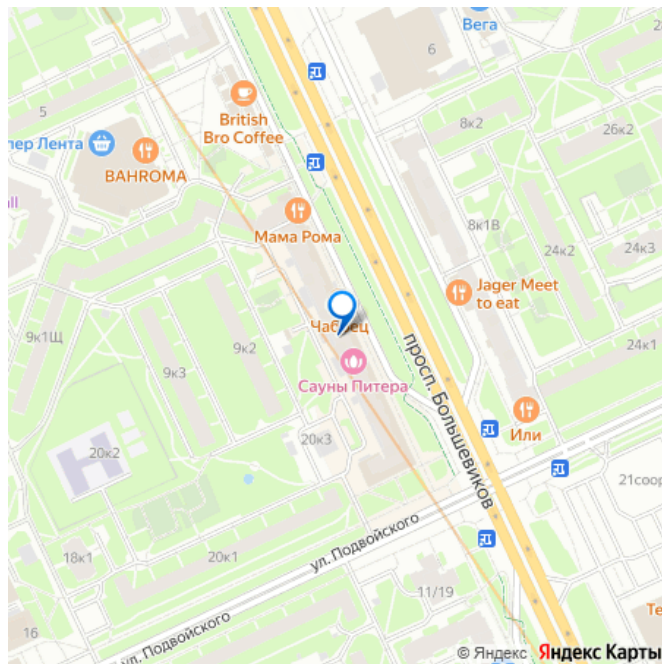 Вега
6
5
British
Bro Coffee
8к2
26к2
пер Лента
BAHROMA
all
Мама Рома
8к1В
24к2
24к3
Jager Meet
to eat
Чабрец
9к1Щ
9к2
24к1
9к3
Сауны Питера
просп. Большевиков
Или
20к3
20к2
21соор
ул. Подвойского
18к1
20к1
11/19
16
Те
ул. Подвойского
© Яндекс Яндекс Карты